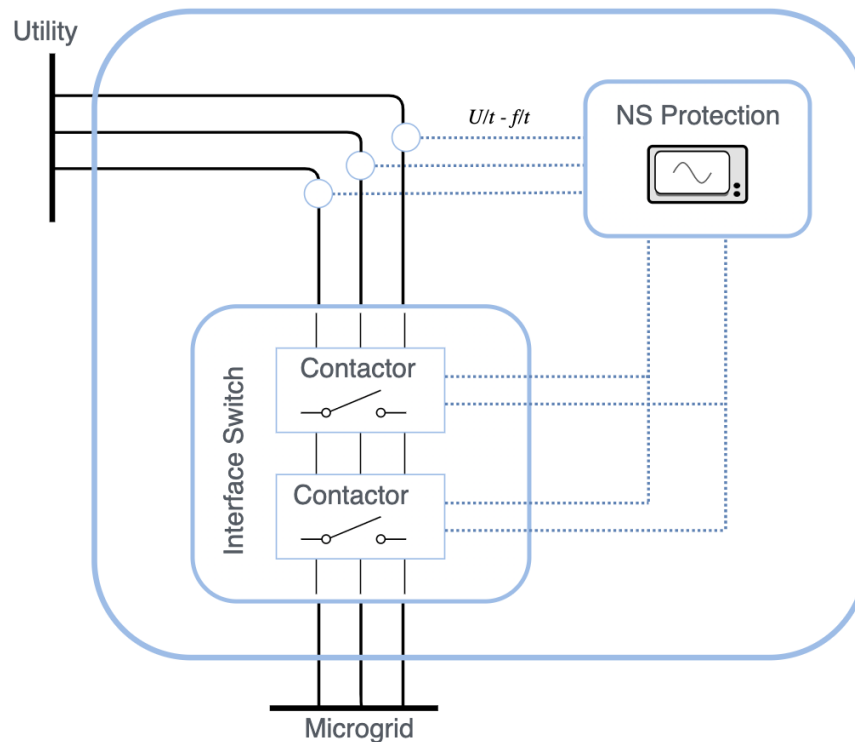 Utility
U/t - f/t
NS Protection
Interface Switch
Contactor
Contactor
Microgrid